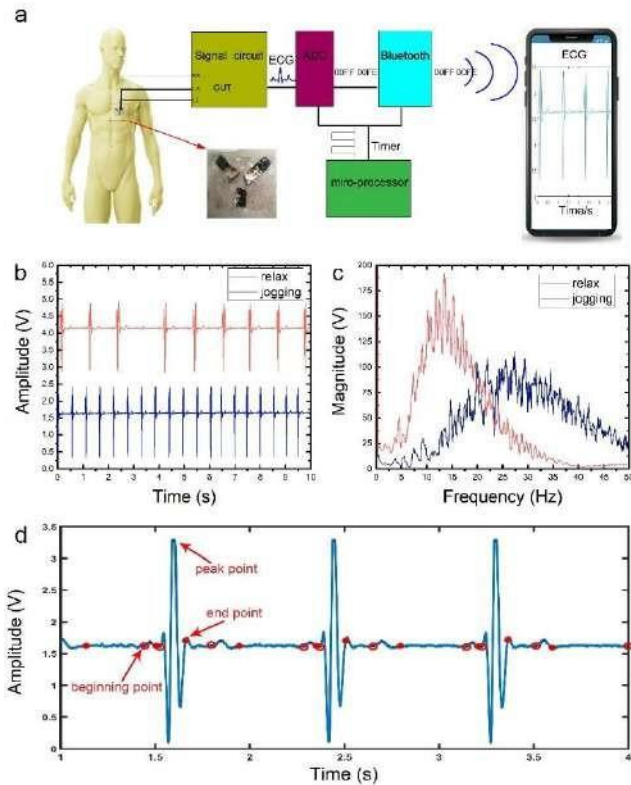 a
Signal circuit
OUT
ECG
ADC
00FF 00FE
Bluetooth
00FF 00FE
Timer
miro-processor
ECG
Time/s
b
relax
jogging
Amplitude (V)
6.0
5.5
5.0
4.5
4.0
3.5
3.0
2.5
2.0
1.5
1.0
0.5
0.0
0 1 2 3 4 5 6 7 8 9 10
Time (s)
c
relax
jogging
Magnitude (V)
200
175
150
125
100
75
50
25
0
0 5 10 15 20 25 30 35 40 45 50
Frequency (Hz)
d
Amplitude (V)
3.5
3
2.5
2
1.5
1
0.5
0
peak point
end point
beginning point
1 1.5 2 2.5 3 3.5 4
Time (s)